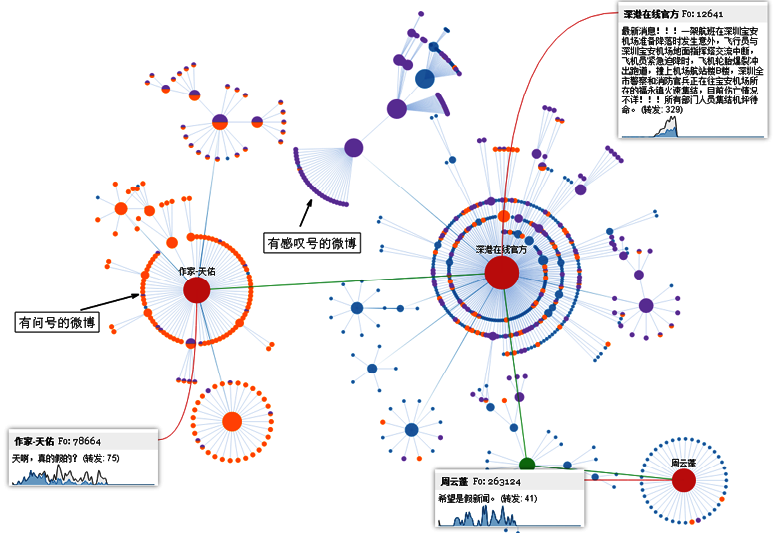 深港在线官方 Fo: 12641
最新消息！！！一架航班在深圳宝安
机场准备降落时发生意外，飞行员与
深圳宝安机场地面指挥塔交流中断，
飞机员紧急迫降时，飞机轮胎爆裂冲
出跑道，撞上机场航站楼B楼，深圳全
市警察和消防官兵正在往宝安机场所
在的福永镇火速集结，目前伤亡情况
不详！！！所有部门人员集结机坪待
命。 (转发: 329)
有感叹号的微博
深港在线官方
作家-天佑
有问号的微博
作家-天佑 Fo: 78664
天啊，真的假的？ (转发: 75)
周云蓬
周云蓬 Fo: 263124
希望是假新闻。 (转发: 41)